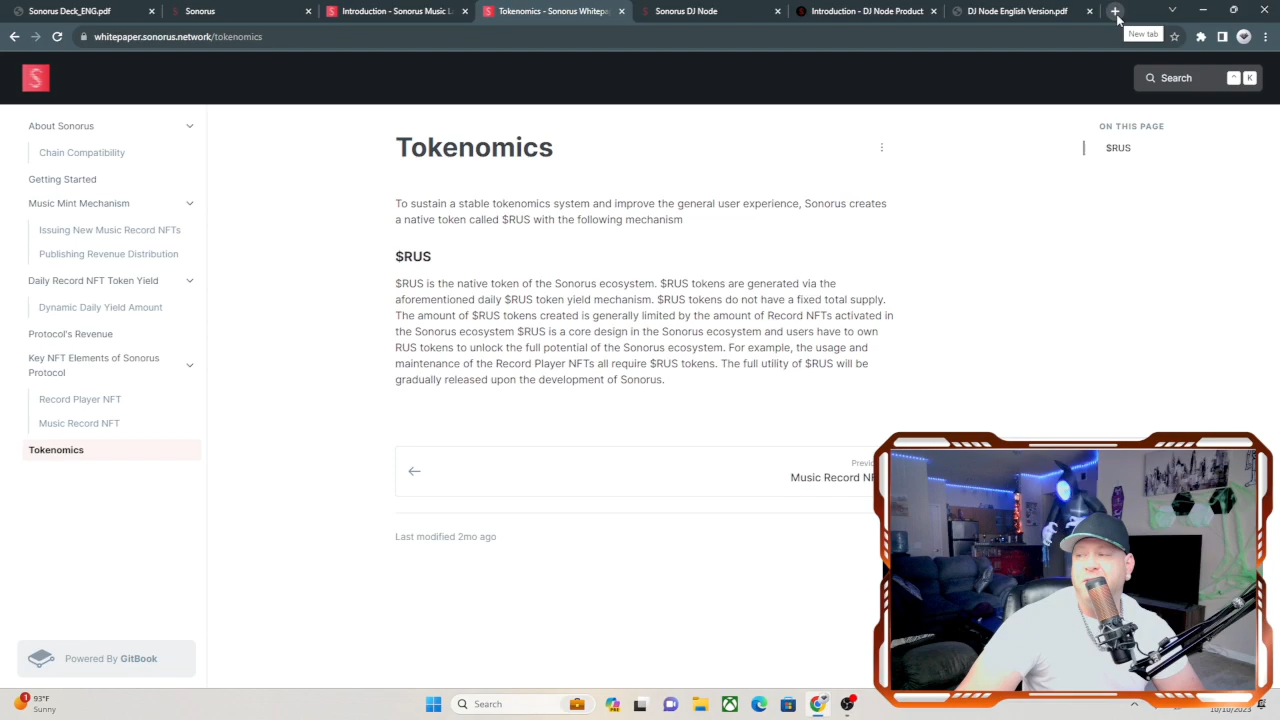 Sonorus Deck_ENG.pdf
Sonorus
Introduction - Sonorus Music L
Tokenomics - Sonorus Whitep
Sonorus DJ Node
Introduction - DJ Node Product
DJ Node English Version.pdf
whitepaper.sonorus.network/tokenomics
New tab
S
Search
^
K
About Sonorus
Chain Compatibility
Getting Started
Music Mint Mechanism
Issuing New Music Record NFTs
Publishing Revenue Distribution
Daily Record NFT Token Yield
Dynamic Daily Yield Amount
Protocol's Revenue
Key NFT Elements of Sonorus
Protocol
Record Player NFT
Music Record NFT
Tokenomics
Powered By GitBook
Tokenomics
To sustain a stable tokenomics system and improve the general user experience, Sonorus creates
a native token called $RUS with the following mechanism
$RUS
$RUS is the native token of the Sonorus ecosystem. $RUS tokens are generated via the
aforementioned daily $RUS token yield mechanism. $RUS tokens do not have a fixed total supply.
The amount of $RUS tokens created is generally limited by the amount of Record NFTs activated in
the Sonorus ecosystem $RUS is a core design in the Sonorus ecosystem and users have to own
RUS tokens to unlock the full potential of the Sonorus ecosystem. For example, the usage and
maintenance of the Record Player NFTs all require $RUS tokens. The full utility of $RUS will be
gradually released upon the development of Sonorus.
Previo
Music Record NF
Last modified 2mo ago
ON THIS PAGE
$RUS
1
93°F
Sunny
Search
10/10/2023